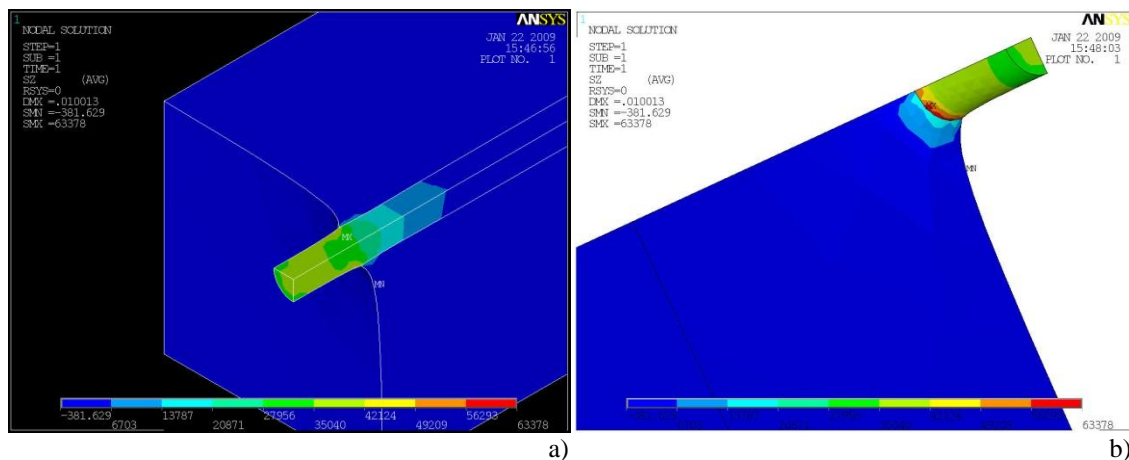 1
ANSYS
NODAL SOLUTION
JAN 22 2009
15:46:56
PLOT NO. 1
STEP=1
SUB =1
TIME=1
SZ (AVG)
RSYS=0
DMX =.010013
SMN =-381.629
SMX =63378
MX
MN
-381.629 13787 27956 42124 56293
6703 20871 35040 49209 63378
a)
1
ANSYS
NODAL SOLUTION
JAN 22 2009
15:48:03
PLOT NO. 1
STEP=1
SUB =1
TIME=1
SZ (AVG)
RSYS=0
DMX =.010013
SMN =-381.629
SMX =63378
MN
63378
b)